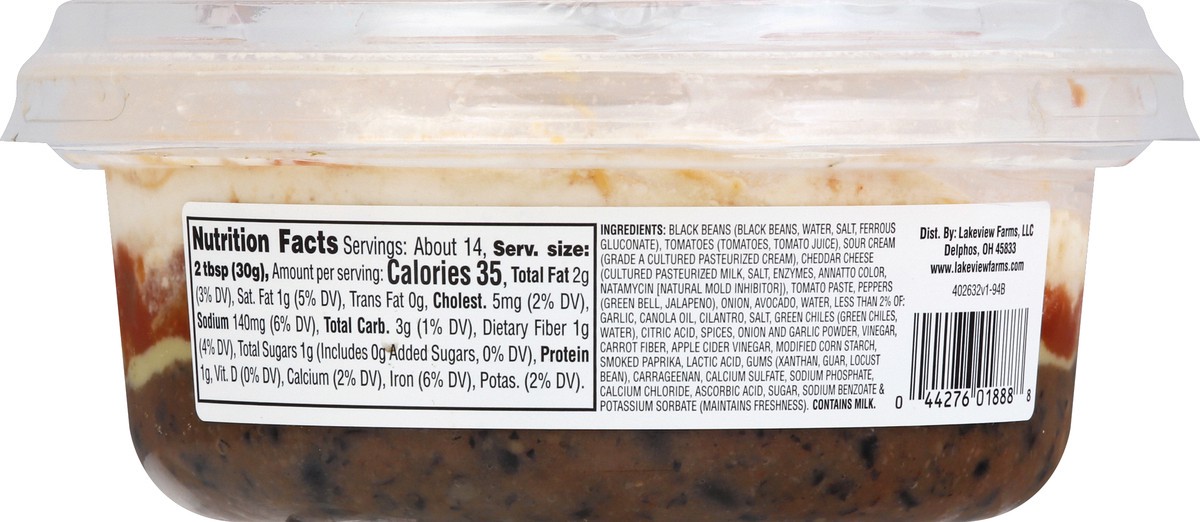 Nutrition Facts Servings: About 14, Serv. size:
2 tbsp (30g), Amount per serving: Calories 35, Total Fat 2g
(3% DV), Sat. Fat 1g (5% DV), Trans Fat 0g, Cholest. 5mg (2% DV),
Sodium 140mg (6% DV), Total Carb. 3g (1% DV), Dietary Fiber 1g
(4% DV), Total Sugars 1g (Includes 0g Added Sugars, 0% DV), Protein
1g, Vit. D (0% DV), Calcium (2% DV), Iron (6% DV), Potas. (2% DV).
INGREDIENTS: BLACK BEANS (BLACK BEANS, WATER, SALT, FERROUS
GLUCONATE), TOMATOES (TOMATOES, TOMATO JUICE), SOUR CREAM
(GRADE A CULTURED PASTEURIZED CREAM), CHEDDAR CHEESE
(CULTURED PASTEURIZED MILK, SALT, ENZYMES, ANNATTO COLOR,
NATAMYCIN [NATURAL MOLD INHIBITOR]), TOMATO PASTE, PEPPERS
(GREEN BELL, JALAPENO), ONION, AVOCADO, WATER, LESS THAN 2% OF:
GARLIC, CANOLA OIL, CILANTRO, SALT, GREEN CHILES (GREEN CHILES,
WATER), CITRIC ACID, SPICES, ONION AND GARLIC POWDER, VINEGAR,
CARROT FIBER, APPLE CIDER VINEGAR, MODIFIED CORN STARCH,
SMOKED PAPRIKA, LACTIC ACID, GUMS (XANTHAN, GUAR, LOCUST
BEAN), CARRAGEENAN, CALCIUM SULFATE, SODIUM PHOSPHATE,
CALCIUM CHLORIDE, ASCORBIC ACID, SUGAR, SODIUM BENZOATE &
POTASSIUM SORBATE (MAINTAINS FRESHNESS). CONTAINS MILK.
Dist. By: Lakeview Farms, LLC
Delphos, OH 45833
www.lakeviewfarms.com
402632v1-94B
0 44276 01888 8